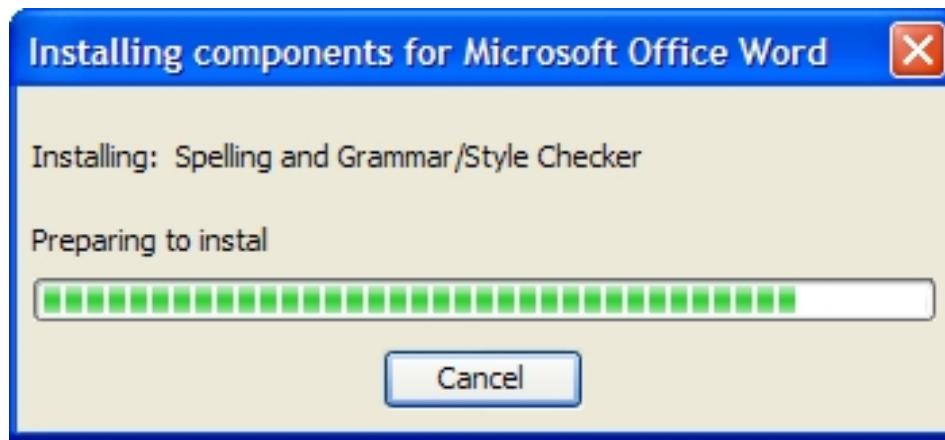 Installing components for Microsoft Office Word
Installing: Spelling and Grammar/Style Checker
Preparing to instal
Cancel